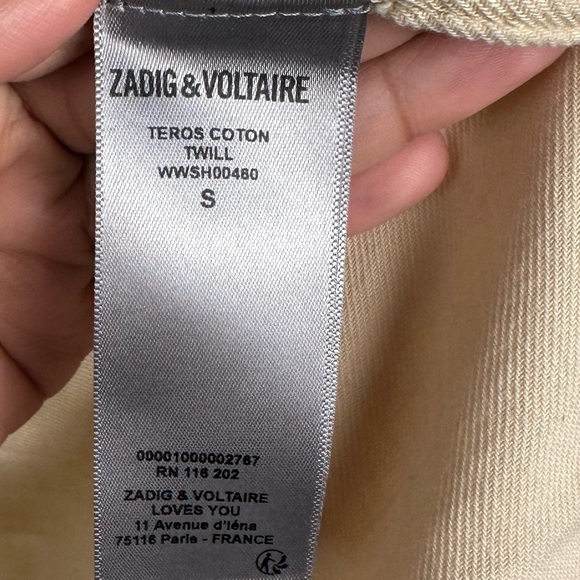 ZADIG & VOLTAIRE
TEROS COTON
TWILL
WWSH00460
S
00001000002767
RN 116 202
ZADIG & VOLTAIRE
LOVES YOU
11 Avenue d'Iéna
75116 Paris - FRANCE